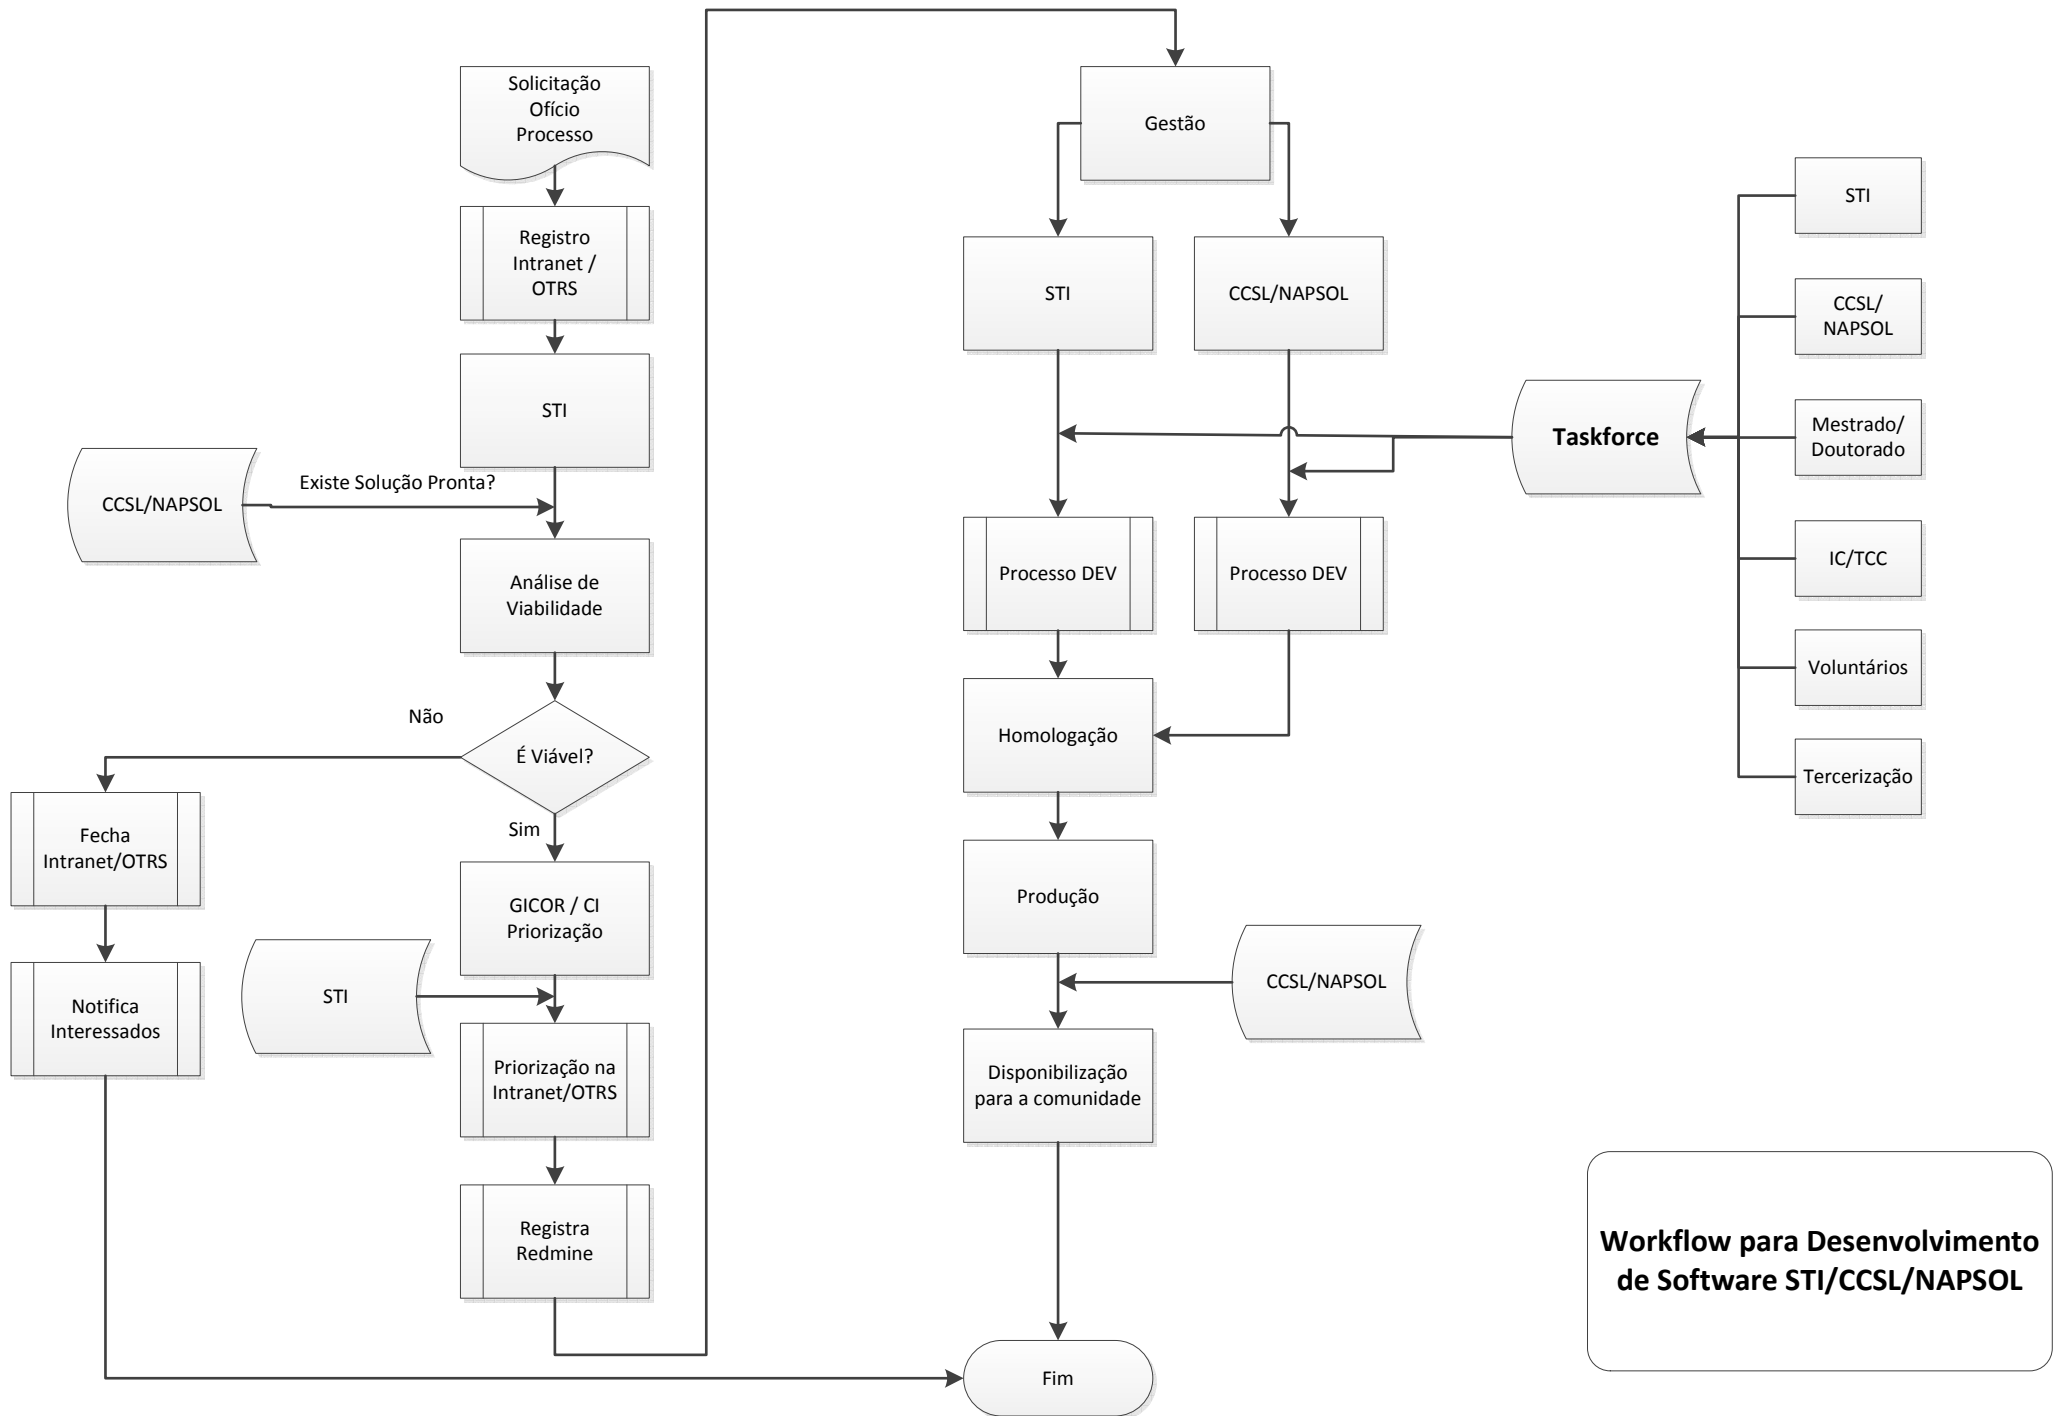 Solicitação
Ofício
Processo
Registro
Intranet /
OTRS
STI
CCSL/NAPSOL
Existe Solução Pronta?
Análise de
Viabilidade
Não
É Viável?
Sim
Fecha
Intranet/OTRS
Notifica
Interessados
GICOR / CI
Priorização
STI
Priorização na
Intranet/OTRS
Registra
Redmine
Gestão
STI
CCSL/NAPSOL
Processo DEV
Processo DEV
Homologação
Produção
CCSL/NAPSOL
Disponibilização
para a comunidade
Fim
Taskforce
STI
CCSL/
NAPSOL
Mestrado/
Doutorado
IC/TCC
Voluntários
Tercerização
Workflow para Desenvolvimento
de Software STI/CCSL/NAPSOL